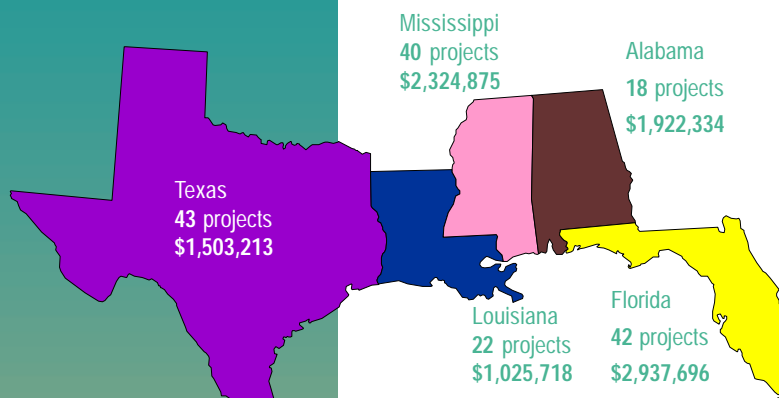 Mississippi
40 projects
$2,324,875
Alabama
18 projects
$1,922,334
Texas
43 projects
$1,503,213
Louisiana
22 projects
$1,025,718
Florida
42 projects
$2,937,696